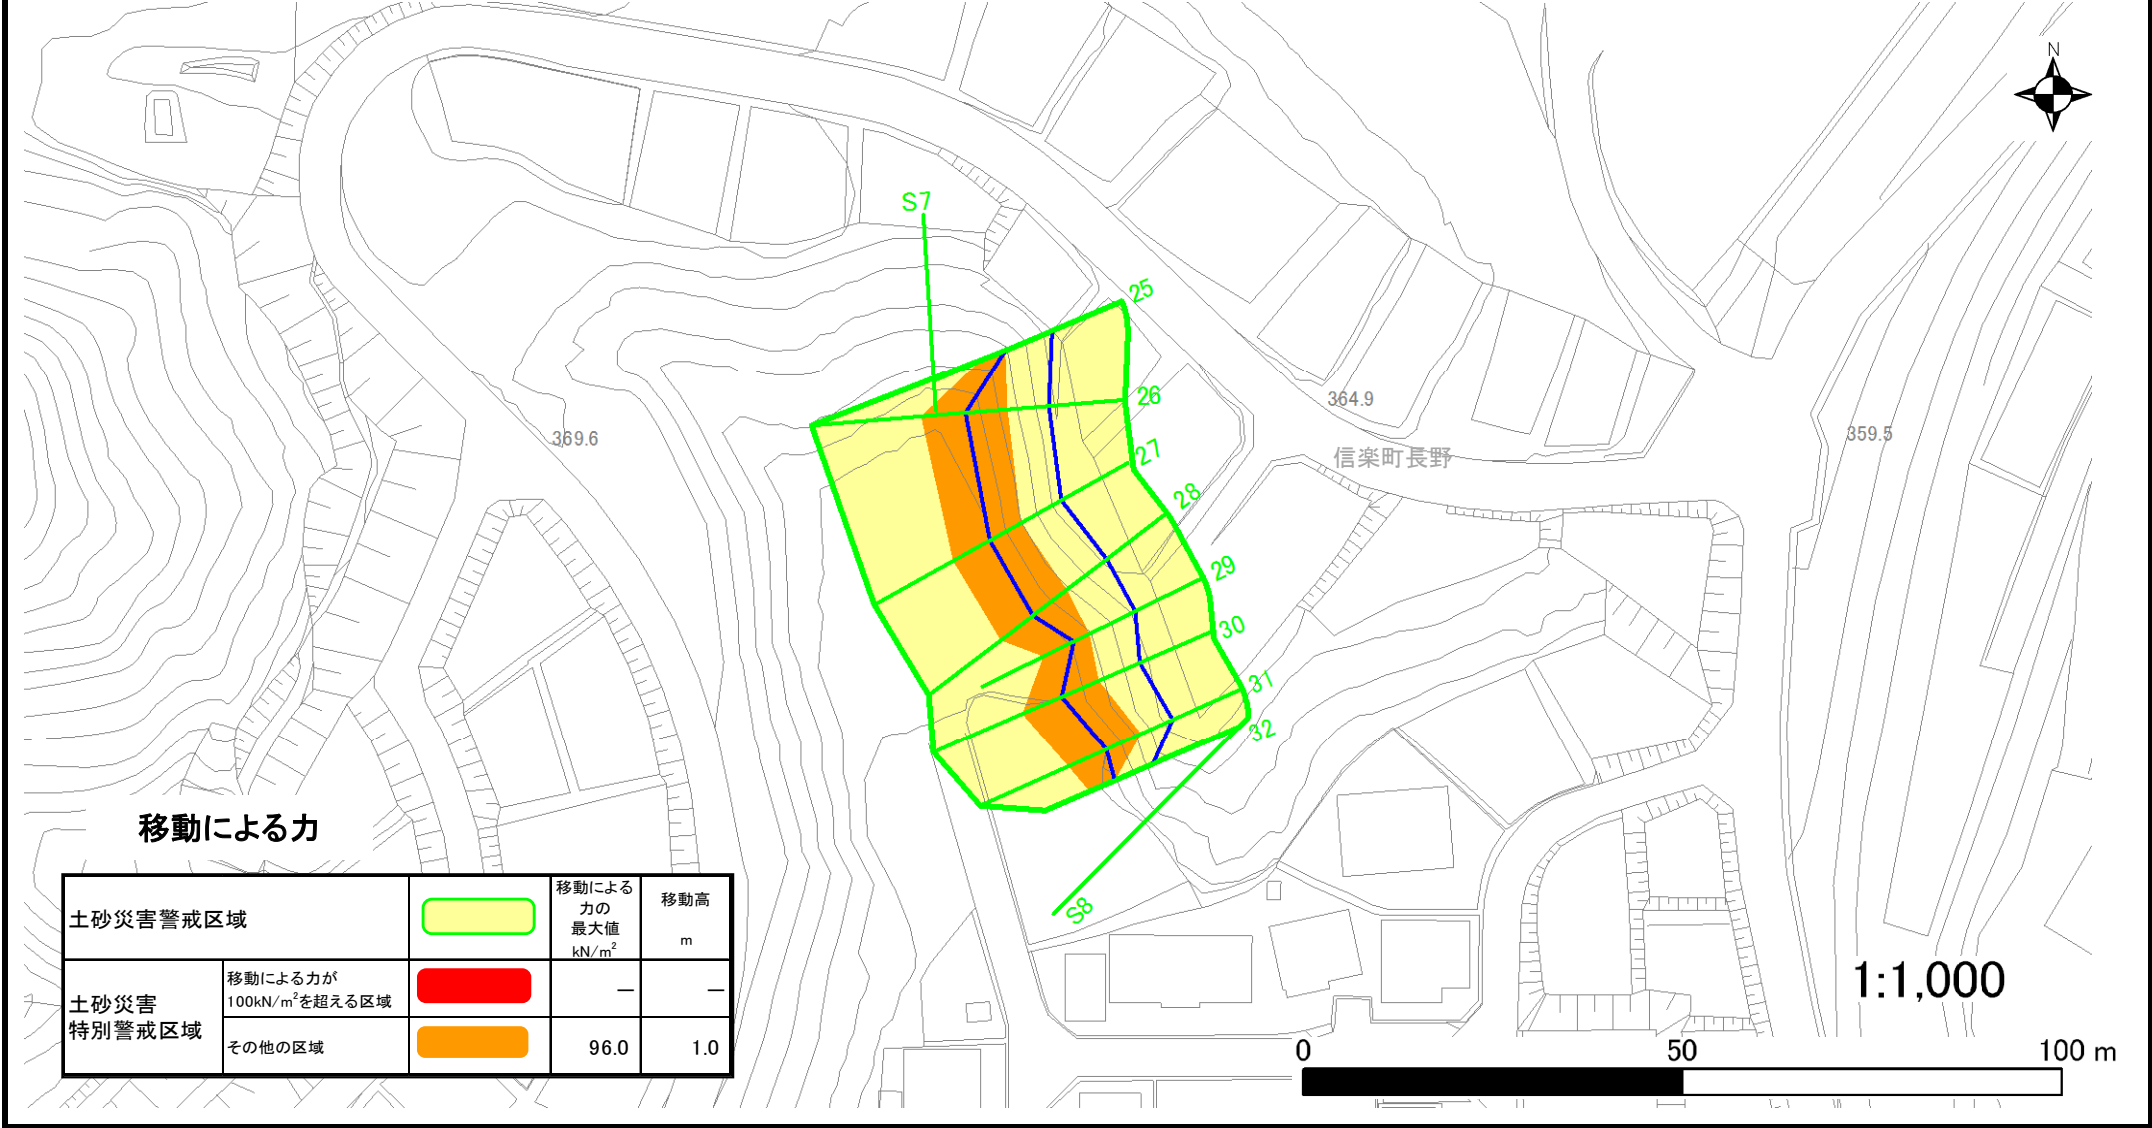 N
S7
25
26
364.9
359.5
369.6
27
信楽町長野
28
29
30
31
32
S8
移動による力
土砂災害警戒区域
移動による
力の
最大値
kN/m²
移動高
m
土砂災害
特別警戒区域
移動による力が
100kN/m²を超える区域
—
—
その他の区域
96.0
1.0
1:1,000
0
50
100 m